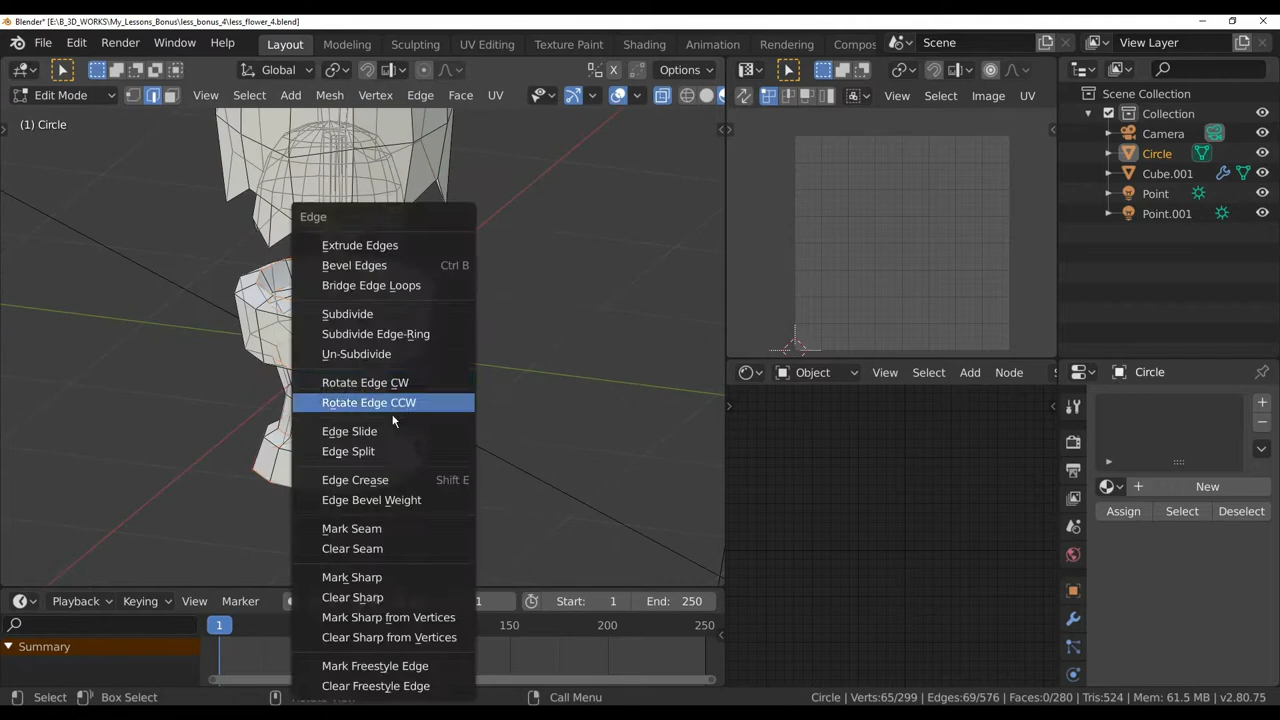 Blender* [E:\B_3D_WORKS\My_Lessons_Bonus\less_bonus_4\less_flower_4.blend]
File Edit Render Window Help Layout Modeling Sculpting UV Editing Texture Paint Shading Animation Rendering Compos Scene View Layer
Global X Options
Edit Mode View Select Add Mesh Vertex Edge Face UV View Select Image UV
(1) Circle
Scene Collection
Collection
Camera
Circle
Cube.001
Point
Point.001
Edge
Extrude Edges
Bevel Edges Ctrl B
Bridge Edge Loops
Subdivide
Subdivide Edge-Ring
Un-Subdivide
Rotate Edge CW
Rotate Edge CCW
Edge Slide
Edge Split
Edge Crease Shift E
Edge Bevel Weight
Mark Seam
Clear Seam
Mark Sharp
Clear Sharp
Mark Sharp from Vertices
Clear Sharp from Vertices
Mark Freestyle Edge
Clear Freestyle Edge
Object View Select Add Node
Circle
New
Assign Select Deselect
Playback Keying View Marker 1 Start: 1 End: 250
1 150 200 250
Summary
Select Box Select Call Menu Circle | Verts:65/299 | Edges:69/576 | Faces:0/280 | Tris:524 | Mem: 61.5 MB | v2.80.75